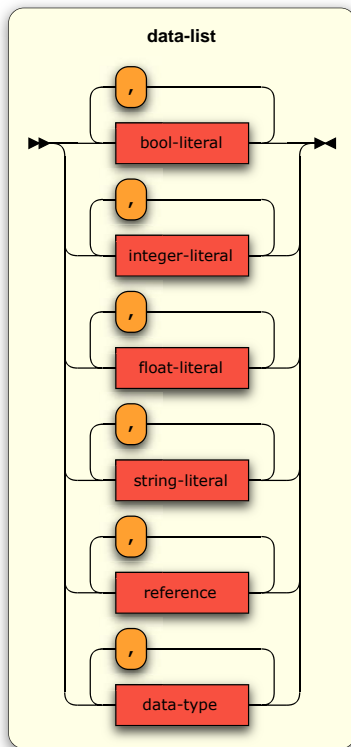 data-list
,
bool-literal
,
integer-literal
,
float-literal
,
string-literal
,
reference
,
data-type